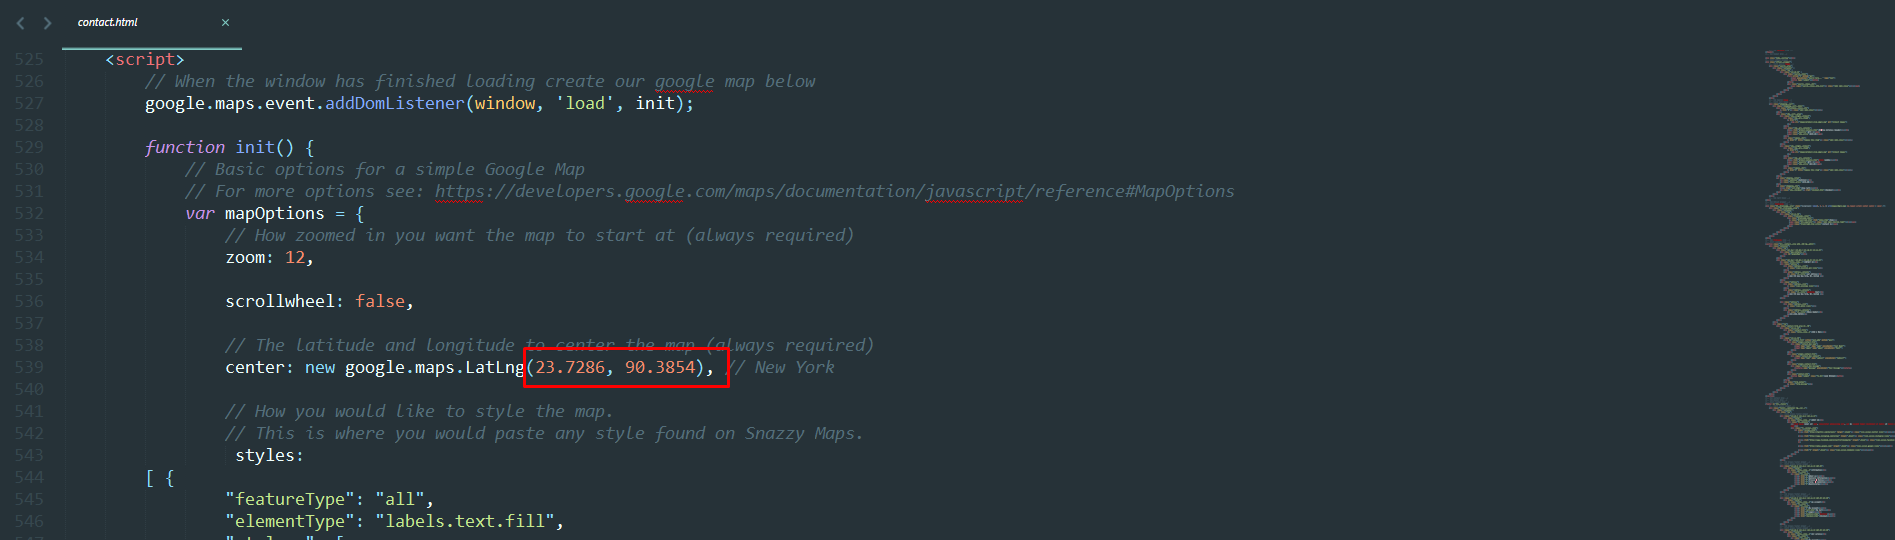 contact.html ×
525 <script>
526 // When the window has finished loading create our google map below
527 google.maps.event.addDomListener(window, 'load', init);
528
529 function init() {
530 // Basic options for a simple Google Map
531 // For more options see: https://developers.google.com/maps/documentation/javascript/reference#MapOptions
532 var mapOptions = {
533 // How zoomed in you want the map to start at (always required)
534 zoom: 12,
535
536 scrollwheel: false,
537
538 // The latitude and longitude to center the map (always required)
539 center: new google.maps.LatLng(23.7286, 90.3854), // New York
540
541 // How you would like to style the map.
542 // This is where you would paste any style found on Snazzy Maps.
543 styles:
544 [ {
545 "featureType": "all",
546 "elementType": "labels.text.fill",